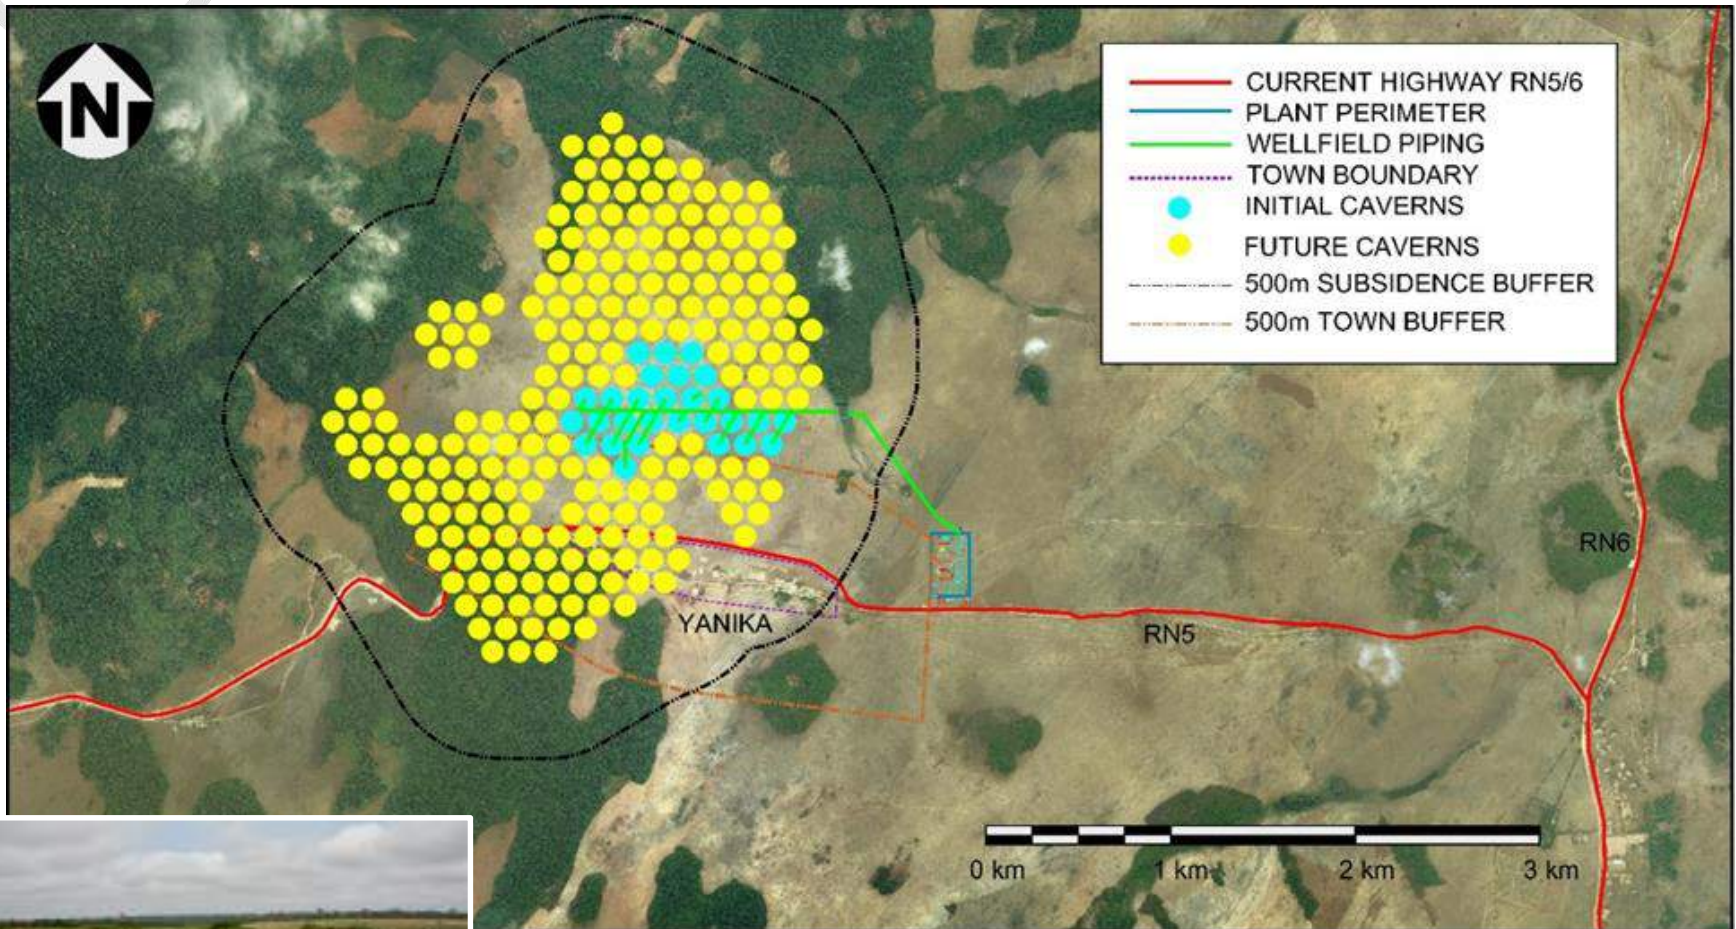 N
CURRENT HIGHWAY RN5/6
PLANT PERIMETER
WELLFIELD PIPING
TOWN BOUNDARY
INITIAL CAVERNS
FUTURE CAVERNS
500m SUBSIDENCE BUFFER
500m TOWN BUFFER
RN6
YANIKA
RN5
0 km
1 km
2 km
3 km